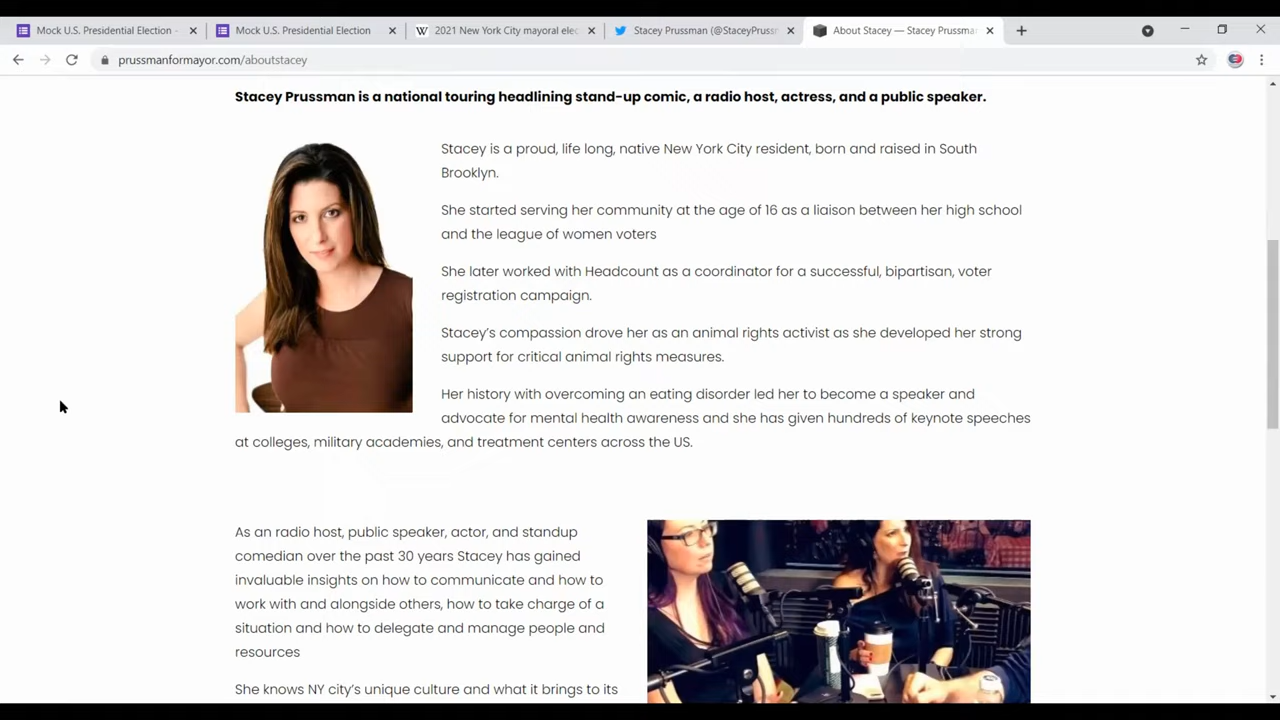 Mock U.S. Presidential Election -
Mock U.S. Presidential Election
2021 New York City mayoral elec
Stacey Prussman (@StaceyPrussm
About Stacey — Stacey Prussman
prussmanformayor.com/aboutstacey
Stacey Prussman is a national touring headlining stand-up comic, a radio host, actress, and a public speaker.
Stacey is a proud, life long, native New York City resident, born and raised in South
Brooklyn.
She started serving her community at the age of 16 as a liaison between her high school
and the league of women voters
She later worked with Headcount as a coordinator for a successful, bipartisan, voter
registration campaign.
Stacey's compassion drove her as an animal rights activist as she developed her strong
support for critical animal rights measures.
Her history with overcoming an eating disorder led her to become a speaker and
advocate for mental health awareness and she has given hundreds of keynote speeches
at colleges, military academies, and treatment centers across the US.
As an radio host, public speaker, actor, and standup
comedian over the past 30 years Stacey has gained
invaluable insights on how to communicate and how to
work with and alongside others, how to take charge of a
situation and how to delegate and manage people and
resources
She knows NY city's unique culture and what it brings to its